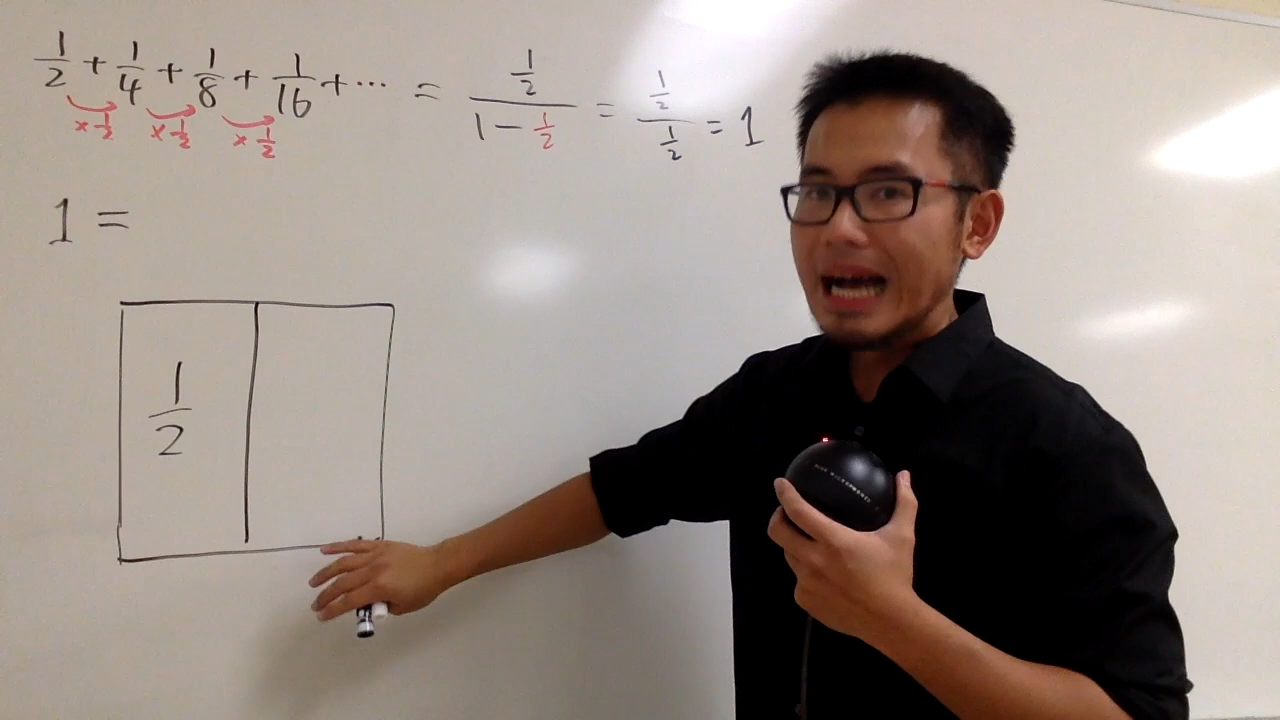 1/2 + 1/4 + 1/8 + 1/16 + ··· = (1/2)/(1 − 1/2) = (1/2)/(1/2) = 1
×1/2 ×1/2 ×1/2
1 =
1/2